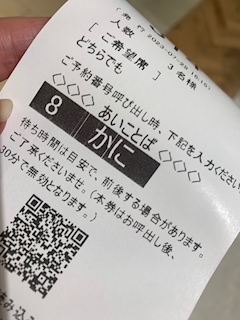 人数 3名様
[ご希望席]
どちらでも
ご予約番号呼び出し時、下記を入力ください
◇◇◇ あいことば ◇◇◇
8 かに
待ち時間は目安で、前後する場合があります。
ご了承くださいませ。(本券はお呼出し後、
30分で無効となります。)